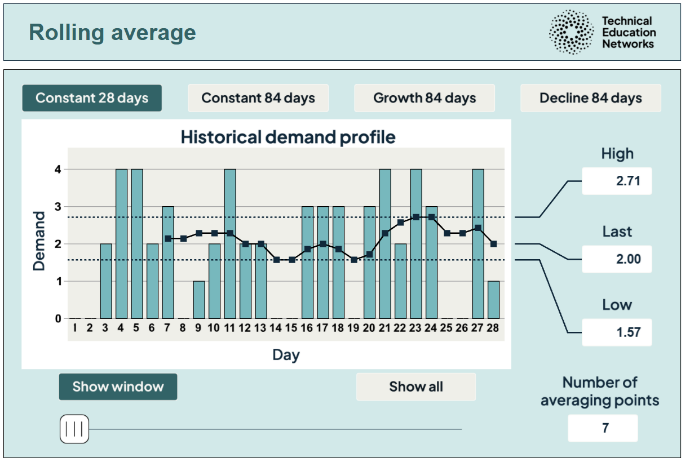 Rolling average
Technical
Education
Networks
Constant 28 days
Constant 84 days
Growth 84 days
Decline 84 days
Historical demand profile
Demand
4
3
2
1
0
1 2 3 4 5 6 7 8 9 10 11 12 13 14 15 16 17 18 19 20 21 22 23 24 25 26 27 28
Day
High
2.71
Last
2.00
Low
1.57
Show window
Show all
Number of
averaging points
7